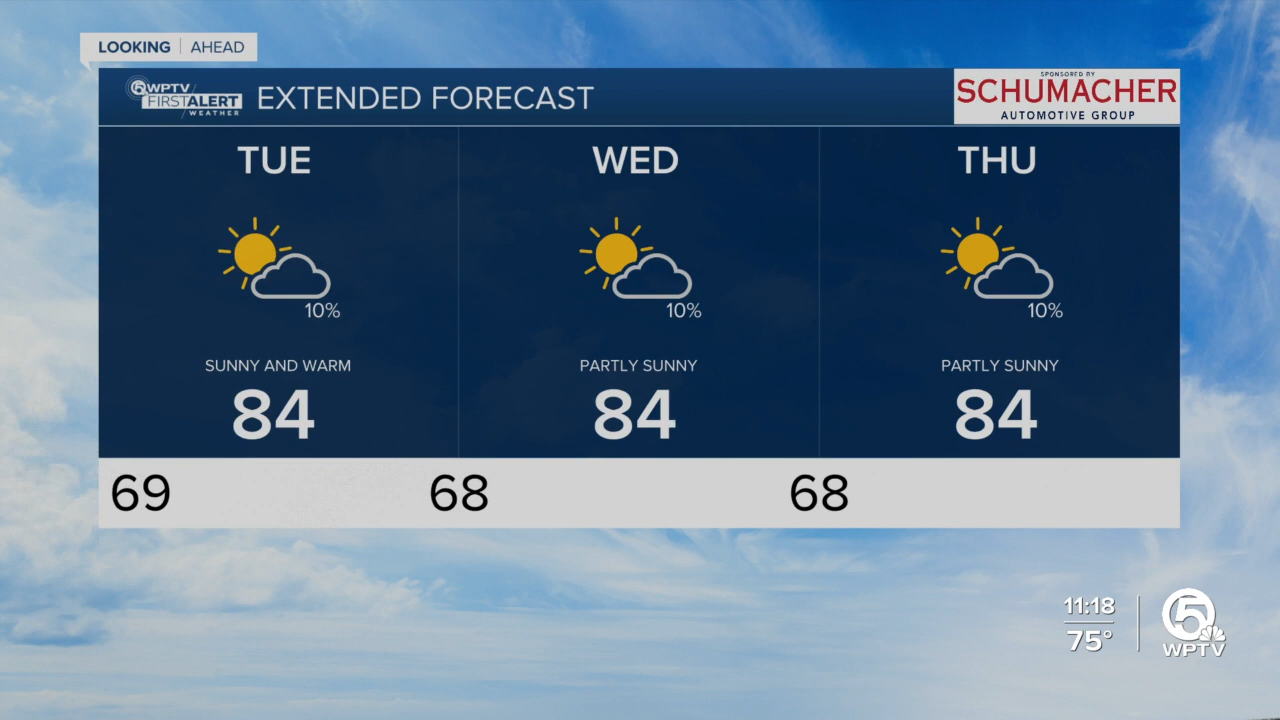 LOOKING | AHEAD
5 WPTV
FIRST ALERT
WEATHER
EXTENDED FORECAST
SPONSORED BY
SCHUMACHER
AUTOMOTIVE GROUP
TUE
10%
SUNNY AND WARM
84
WED
10%
PARTLY SUNNY
84
THU
10%
PARTLY SUNNY
84
69
68
68
11:18
75°
5
WPTV